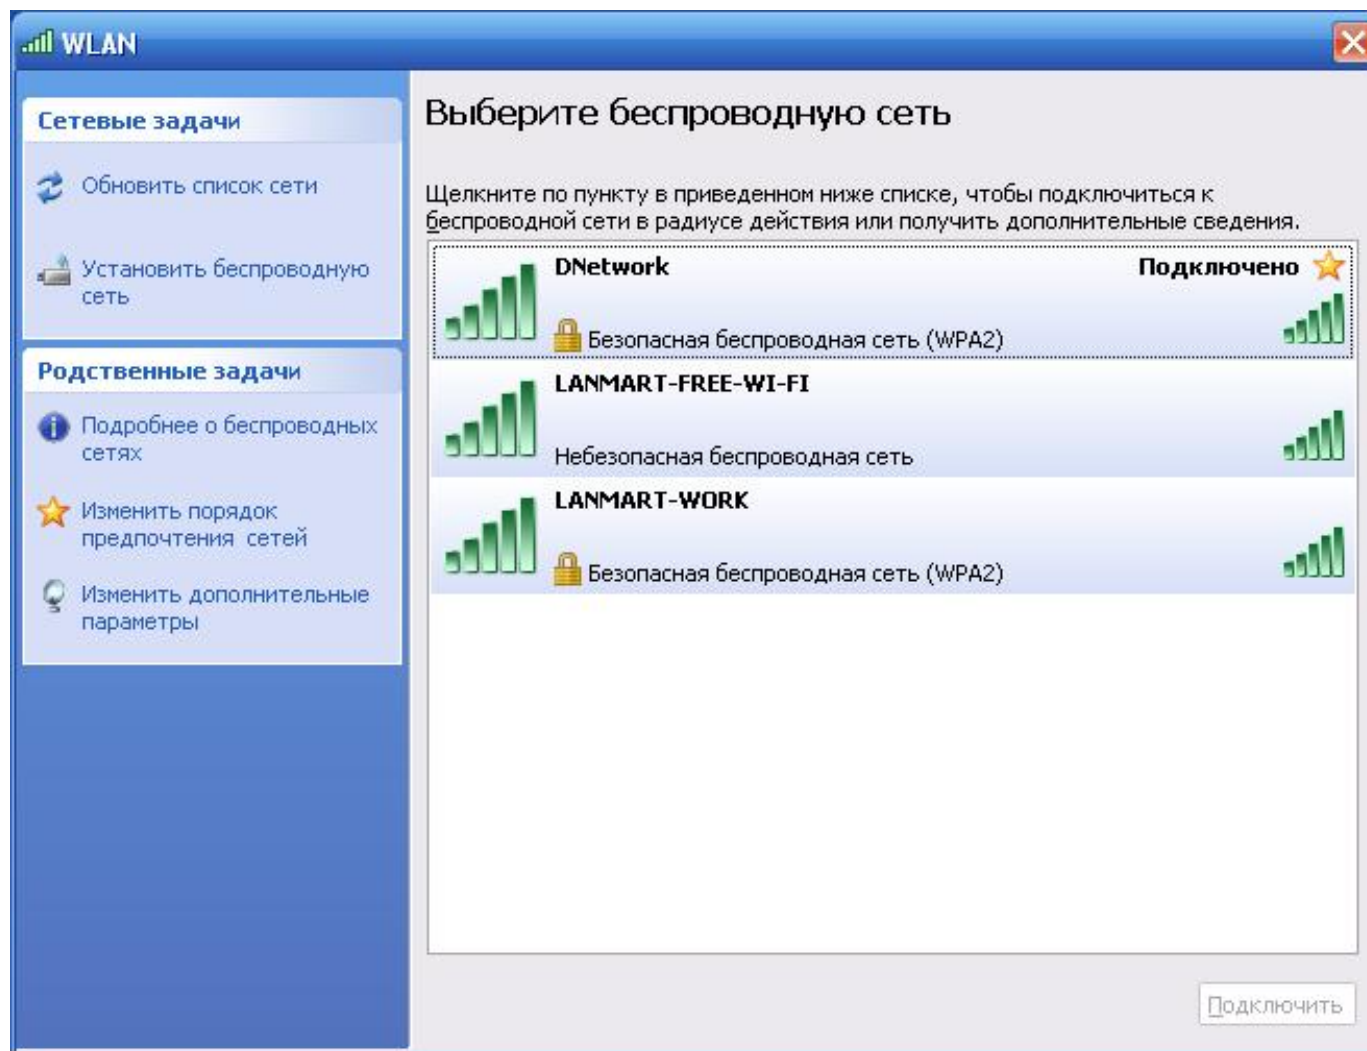 WLAN
Сетевые задачи
Обновить список сети
Установить беспроводную
сеть
Родственные задачи
Подробнее о беспроводных
сетях
Изменить порядок
предпочтения сетей
Изменить дополнительные
параметры
Выберите беспроводную сеть
Щелкните по пункту в приведенном ниже списке, чтобы подключиться к
беспроводной сети в радиусе действия или получить дополнительные сведения.
DNetwork Подключено
Безопасная беспроводная сеть (WPA2)
LANMART-FREE-WI-FI
Небезопасная беспроводная сеть
LANMART-WORK
Безопасная беспроводная сеть (WPA2)
Подключить